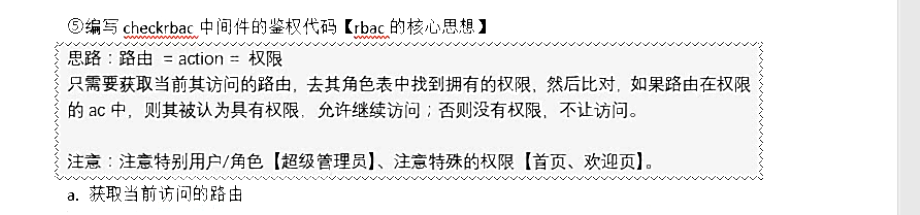 ⑤编写 checkrbac 中间件的鉴权代码【rbac 的核心思想】
思路：路由 = action = 权限
只需要获取当前其访问的路由，去其角色表中找到拥有的权限，然后比对，如果路由在权限
的 ac 中，则其被认为具有权限，允许继续访问；否则没有权限，不让访问。
注意：注意特别用户/角色【超级管理员】、注意特殊的权限【首页、欢迎页】。
a. 获取当前访问的路由